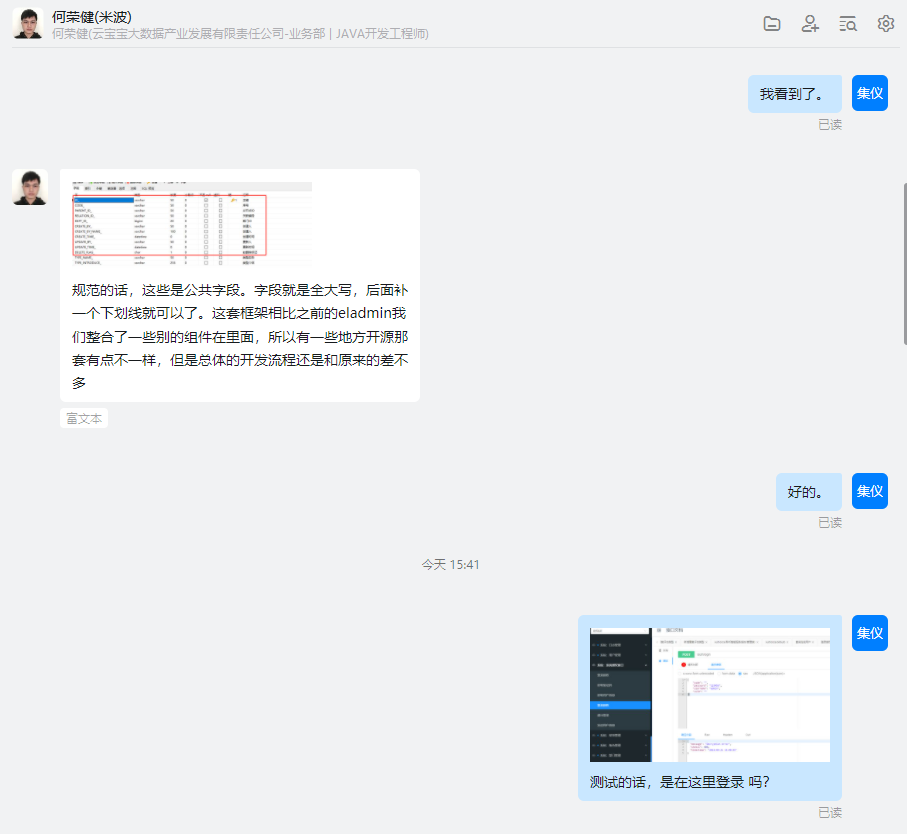 何荣健(米波)
何荣健(云宝宝大数据产业发展有限责任公司-业务部 | JAVA开发工程师)
我看到了。
集仪
已读
规范的话，这些是公共字段。字段就是全大写，后面补
一个下划线就可以了。这套框架相比之前的eladmin我
们整合了一些别的组件在里面，所以有一些地方开源那
套有点不一样，但是总体的开发流程还是和原来的差不
多
富文本
好的。
集仪
已读
今天 15:41
集仪
测试的话，是在这里登录 吗?
已读